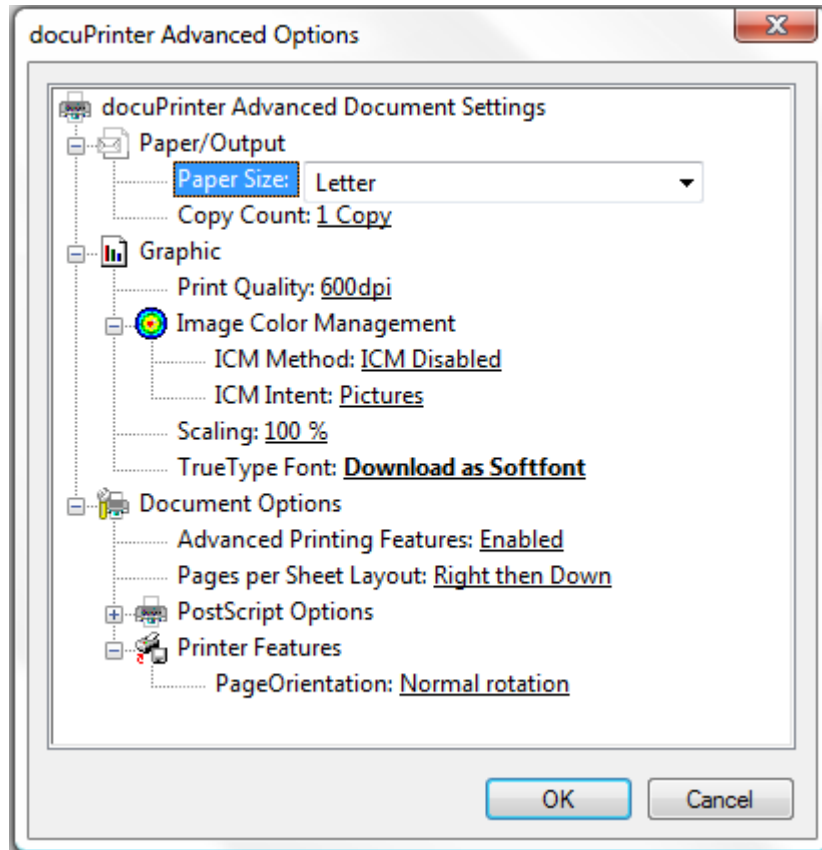 docuPrinter Advanced Options
docuPrinter Advanced Document Settings
Paper/Output
Paper Size: Letter
Copy Count: 1 Copy
Graphic
Print Quality: 600dpi
Image Color Management
ICM Method: ICM Disabled
ICM Intent: Pictures
Scaling: 100 %
TrueType Font: Download as Softfont
Document Options
Advanced Printing Features: Enabled
Pages per Sheet Layout: Right then Down
PostScript Options
Printer Features
PageOrientation: Normal rotation
OK Cancel